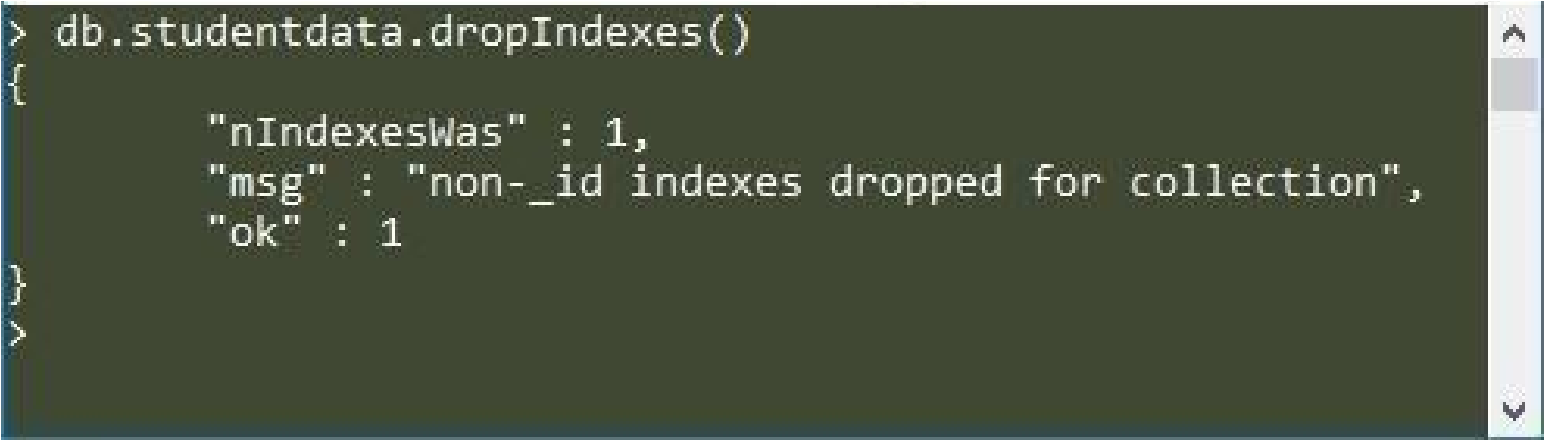 > db.studentdata.dropIndexes()
{
        "nIndexesWas" : 1,
        "msg" : "non-_id indexes dropped for collection",
        "ok" : 1
}
>